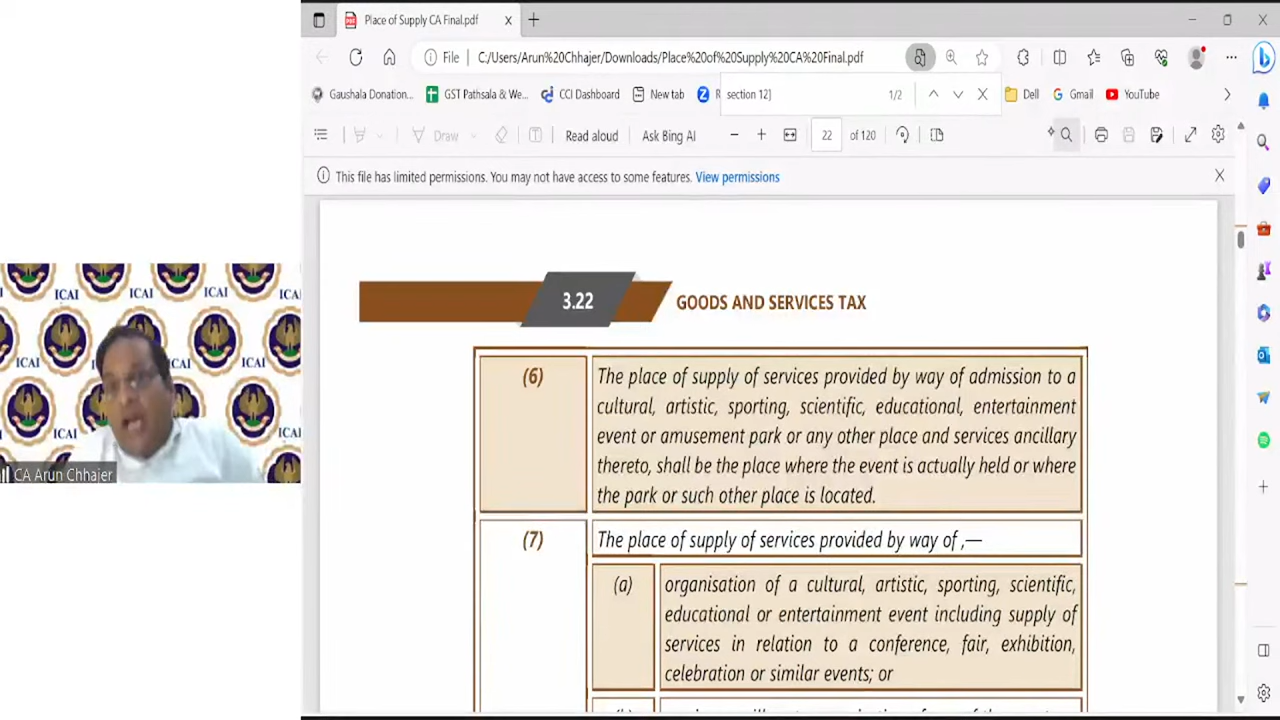 Place of Supply CA Final.pdf
File
C:/Users/Arun%20Chhajer/Downloads/Place%20of%20Supply%20CA%20Final.pdf
Gaushala Donation...
GST Pathsala & We...
CCI Dashboard
New tab
R
section 12]
1/2
Dell
Gmail
YouTube
Draw
Read aloud
Ask Bing AI
22
of 120
This file has limited permissions. You may not have access to some features. View permissions
3.22
GOODS AND SERVICES TAX
(6)
The place of supply of services provided by way of admission to a
cultural, artistic, sporting, scientific, educational, entertainment
event or amusement park or any other place and services ancillary
thereto, shall be the place where the event is actually held or where
the park or such other place is located.
(7)
The place of supply of services provided by way of ,—
(a)
organisation of a cultural, artistic, sporting, scientific,
educational or entertainment event including supply of
services in relation to a conference, fair, exhibition,
celebration or similar events; or
ICAI
ICAI
ICAI
ICAI
ICAI
ICAI
ICAI
ICAI
CA Arun Chhajer